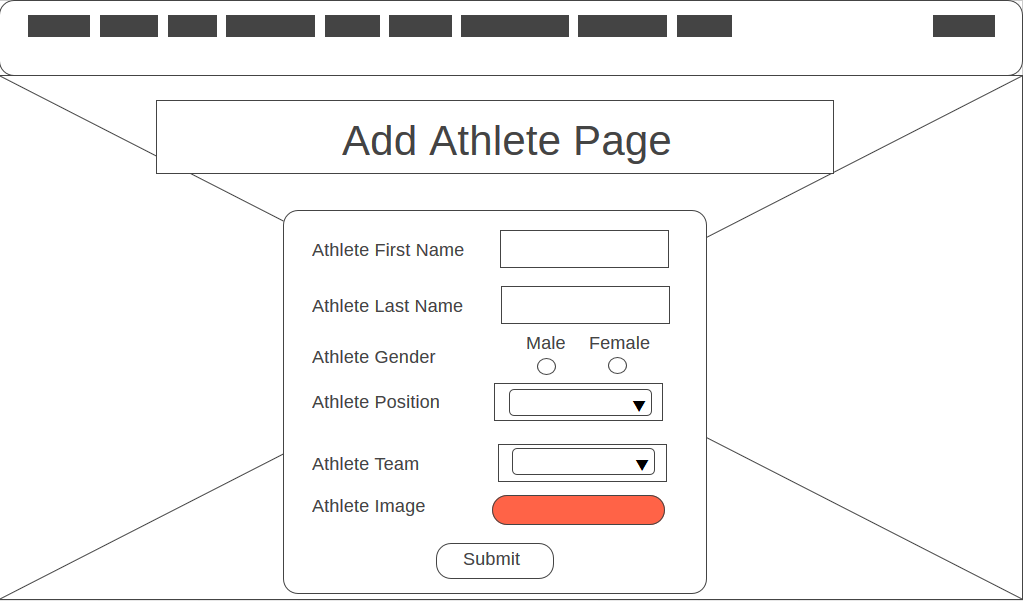 Add Athlete Page
Athlete First Name
Athlete Last Name
Athlete Gender
Male Female
Athlete Position
Athlete Team
Athlete Image
Submit